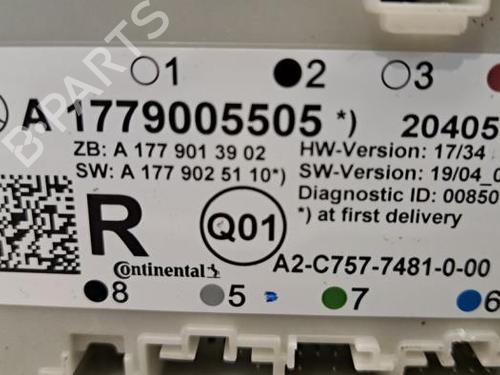 1 2 3
A 1779005505 *) 20405
ZB: A 177 901 39 02 HW-Version: 17/34
SW: A 177 902 51 10*) SW-Version: 19/04_0
Diagnostic ID: 00850
*) at first delivery
R Q01
Continental A2-C757-7481-0-00
8 5 7 6
B-PARTS